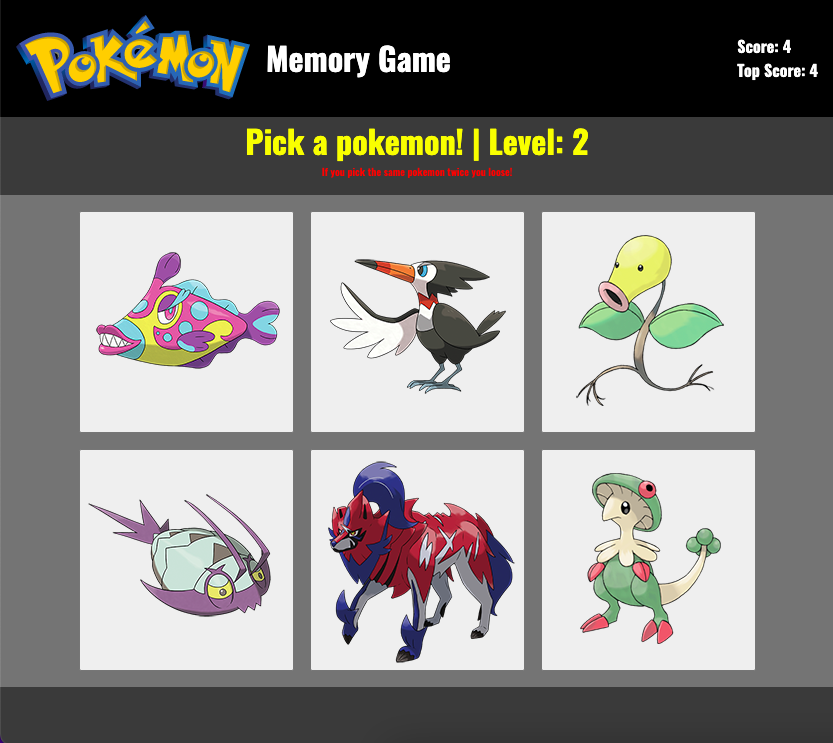 POKéMON
Memory Game
Score: 4
Top Score: 4
Pick a pokemon! | Level: 2
If you pick the same pokemon twice you loose!